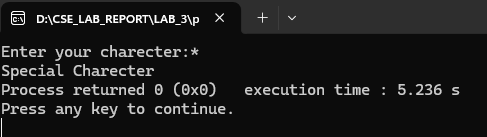 D:\CSE_LAB_REPORT\LAB_3\p
Enter your charecter:*
Special Charecter
Process returned 0 (0x0)   execution time : 5.236 s
Press any key to continue.